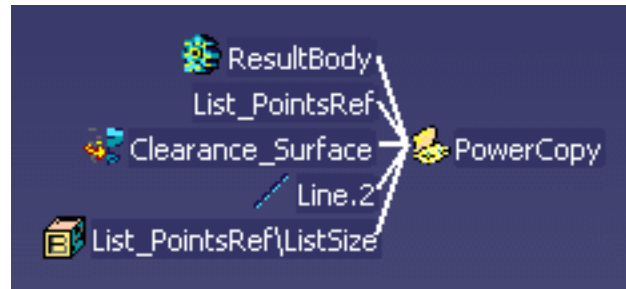 ResultBody
List_PointsRef
Clearance_Surface
PowerCopy
Line.2
List_PointsRef\ListSize